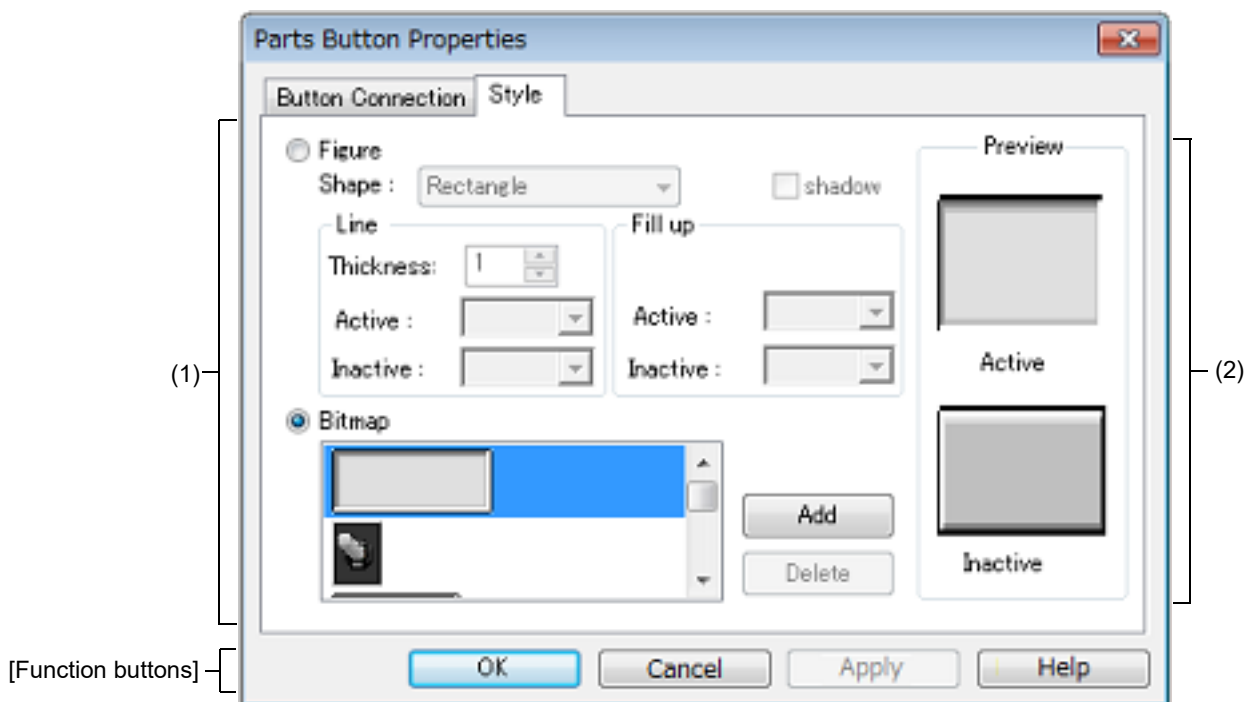 Parts Button Properties
Button Connection Style
Figure
Preview
Shape : Rectangle shadow
Line Fill up
Thickness: 1
Active : Active :
Inactive : Inactive :
Active
(1) (2)
Bitmap
Add
Delete
Inactive
[Function buttons] OK Cancel Apply Help